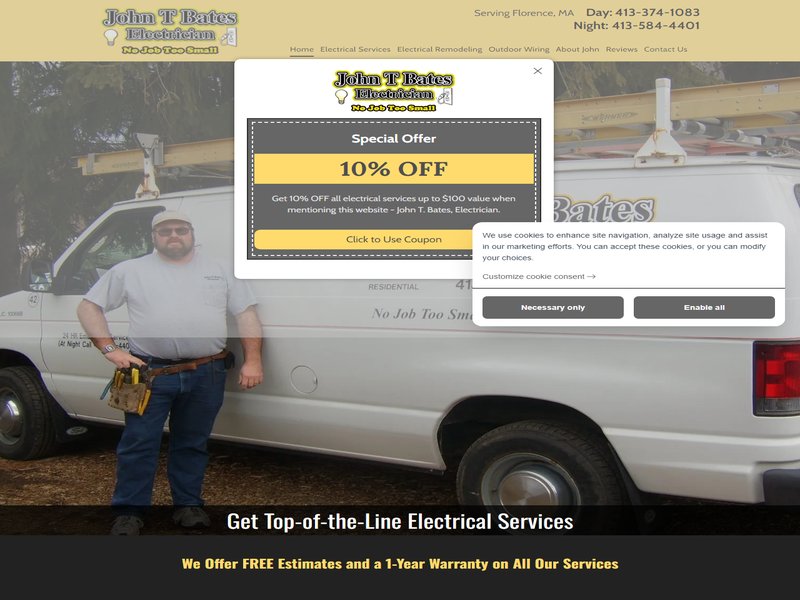 John T Bates
Electrician
No Job Too Small
Serving Florence, MA Day: 413-374-1083
Night: 413-584-4401
Home Electrical Services Electrical Remodeling Outdoor Wiring About John Reviews Contact Us
John T Bates
Electrician
No Job Too Small
Special Offer
10% OFF
Get 10% OFF all electrical services up to $100 value when
mentioning this website - John T. Bates, Electrician.
Click to Use Coupon
Bates
We use cookies to enhance site navigation, analyze site usage and assist
in our marketing efforts. You can accept these cookies, or you can modify
your choices.
Customize cookie consent →
Necessary only
Enable all
RESIDENTIAL
No Job Too
42
(At Night Call
Get Top-of-the-Line Electrical Services
We Offer FREE Estimates and a 1-Year Warranty on All Our Services